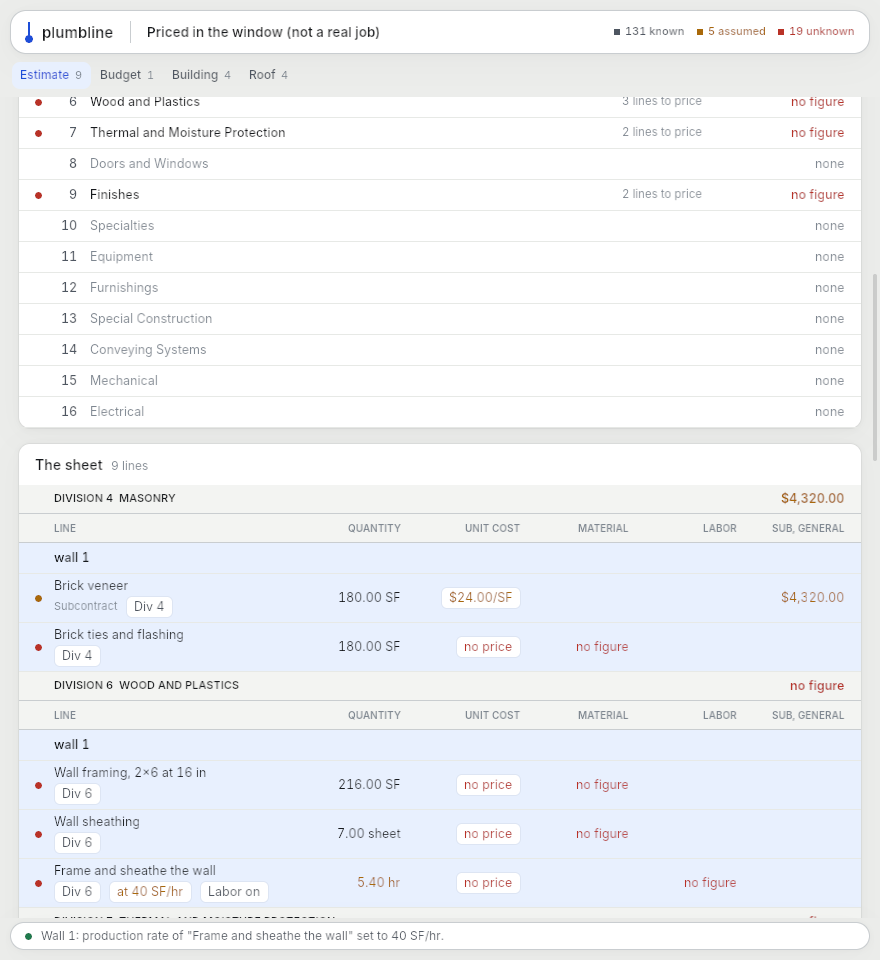 plumbline Priced in the window (not a real job) 131 known 5 assumed 19 unknown
Estimate 9 Budget 1 Building 4 Roof 4
6 Wood and Plastics 3 lines to price no figure
7 Thermal and Moisture Protection 2 lines to price no figure
8 Doors and Windows none
9 Finishes 2 lines to price no figure
10 Specialties none
11 Equipment none
12 Furnishings none
13 Special Construction none
14 Conveying Systems none
15 Mechanical none
16 Electrical none
The sheet 9 lines
DIVISION 4 MASONRY $4,320.00
LINE QUANTITY UNIT COST MATERIAL LABOR SUB, GENERAL
wall 1
Brick veneer
Subcontract Div 4 180.00 SF $24.00/SF $4,320.00
Brick ties and flashing
Div 4 180.00 SF no price no figure
DIVISION 6 WOOD AND PLASTICS no figure
LINE QUANTITY UNIT COST MATERIAL LABOR SUB, GENERAL
wall 1
Wall framing, 2×6 at 16 in
Div 6 216.00 SF no price no figure
Wall sheathing
Div 6 7.00 sheet no price no figure
Frame and sheathe the wall
Div 6 at 40 SF/hr Labor on 5.40 hr no price no figure
Wall 1: production rate of "Frame and sheathe the wall" set to 40 SF/hr.